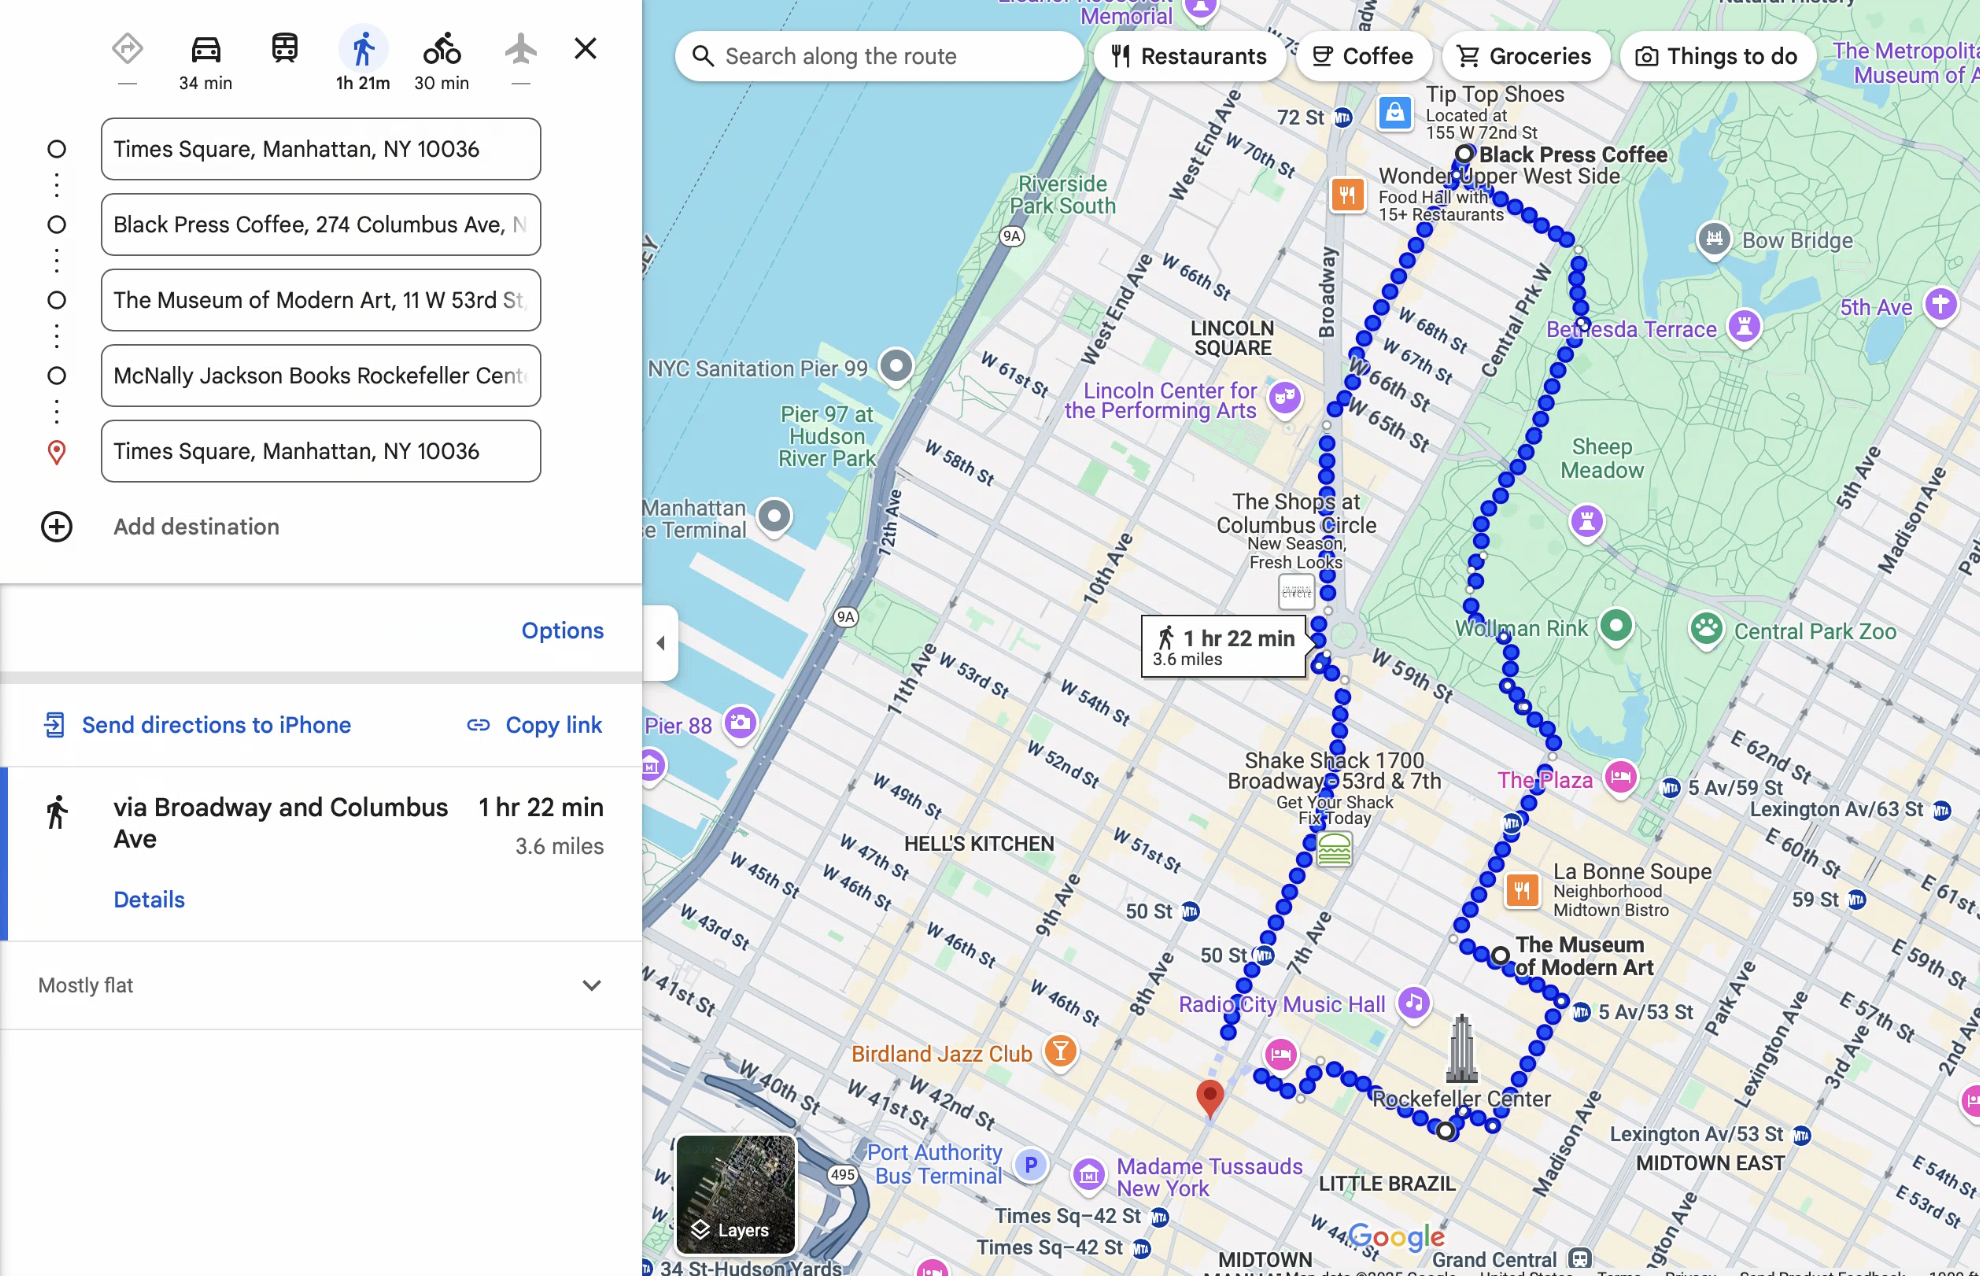 34 min
1h 21m
30 min
Times Square, Manhattan, NY 10036
Black Press Coffee, 274 Columbus Ave, N
The Museum of Modern Art, 11 W 53rd St,
McNally Jackson Books Rockefeller Cente
Times Square, Manhattan, NY 10036
Add destination
Options
Send directions to iPhone
Copy link
via Broadway and Columbus
Ave
1 hr 22 min
3.6 miles
Details
Mostly flat
Search along the route
Restaurants
Coffee
Groceries
Things to do
Memorial
W 73
The Metropolita
Museum of A
72 St
Tip Top Shoes
Located at
155 W 72nd St
West End Ave
W 70th St
Black Press Coffee
Wonder Upper West Side
Food Hall with
15+ Restaurants
Riverside
Park South
9A
Bow Bridge
W 66th St
Broadway
Central Prk W
5th Ave
Bethesda Terrace
LINCOLN
SQUARE
W 68th St
W 67th St
W 66th St
W 65th St
West End Ave
NYC Sanitation Pier 99
W 61st St
Lincoln Center for
the Performing Arts
Pier 97 at
Hudson
River Park
Sheep
Meadow
W 58th St
5th Ave
Madison Ave
The Shops at
Columbus Circle
New Season,
Fresh Looks
Manhattan
se Terminal
12th Ave
10th Ave
9A
1 hr 22 min
3.6 miles
Wollman Rink
Central Park Zoo
W 59th St
W 53rd St
W 54th St
11th Ave
Pier 88
W 52nd St
Shake Shack 1700
Broadway - 53rd & 7th
Get Your Shack
Fix Today
E 62nd St
The Plaza
5 Av/59 St
Lexington Av/63 St
W 49th St
HELL'S KITCHEN
W 51st St
W 47th St
W 46th St
W 45th St
E 60th St
E 61st
La Bonne Soupe
Neighborhood
Midtown Bistro
59 St
W 43rd St
9th Ave
50 St
W 46th St
50 St
7th Ave
The Museum
of Modern Art
E 59th St
W 41st St
8th Ave
W 46th St
Radio City Music Hall
5 Av/53 St
Park Ave
E 57th St
2nd Ave
Birdland Jazz Club
3rd Ave
Lexington Ave
W 40th St
W 41st St
W 42nd St
Rockefeller Center
Madison Ave
Lexington Av/53 St
MIDTOWN EAST
Port Authority
Bus Terminal
P
495
Madame Tussauds
New York
LITTLE BRAZIL
E 54th St
E 53rd St
Times Sq–42 St
Times Sq–42 St
W 44th St
Google
MIDTOWN
Grand Central
Layers
34 St-Hudson Yards